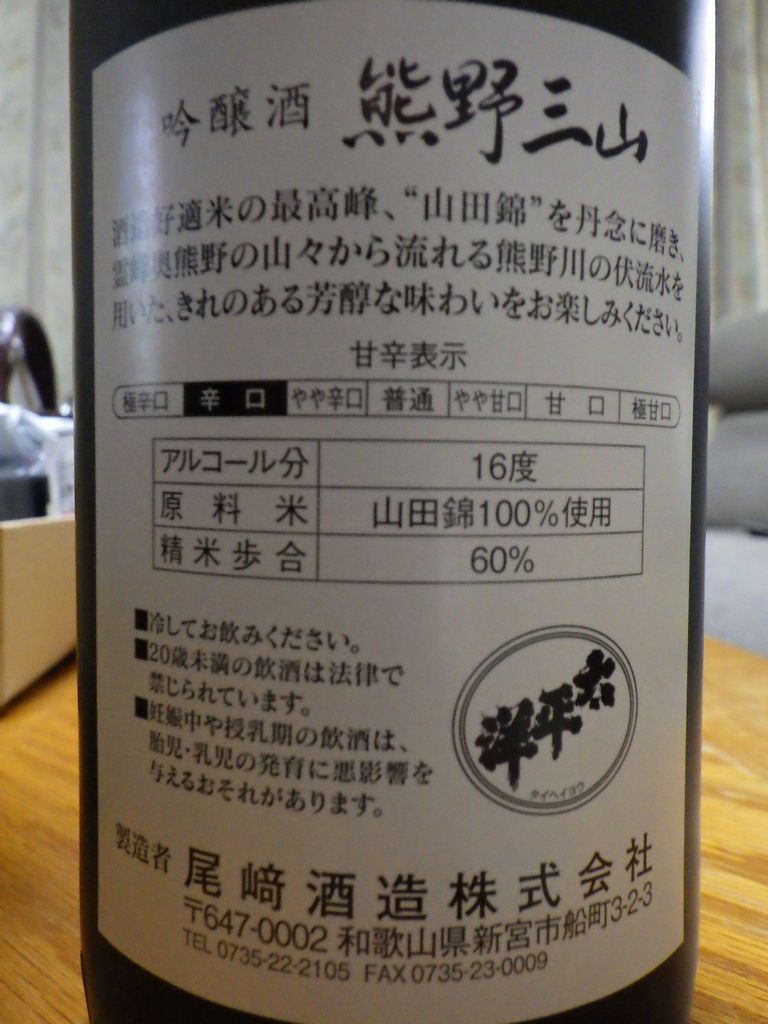 吟醸酒 熊野三山
酒造好適米の最高峰、“山田錦”を丹念に磨き、
霊峰奥熊野の山々から流れる熊野川の伏流水を
用いた、きれのある芳醇な味わいをお楽しみください。
甘辛表示
極辛口 辛口 やや辛口 普通 やや甘口 甘口 極甘口
アルコール分 16度
原料米 山田錦100%使用
精米歩合 60%
■冷してお飲みください。
■20歳未満の飲酒は法律で
禁じられています。
■妊娠中や授乳期の飲酒は、
胎児・乳児の発育に悪影響を
与えるおそれがあります。
太平洋
タイヘイヨウ
製造者 尾﨑酒造株式会社
〒647-0002 和歌山県新宮市船町3-2-3
TEL 0735-22-2105 FAX 0735-23-0009